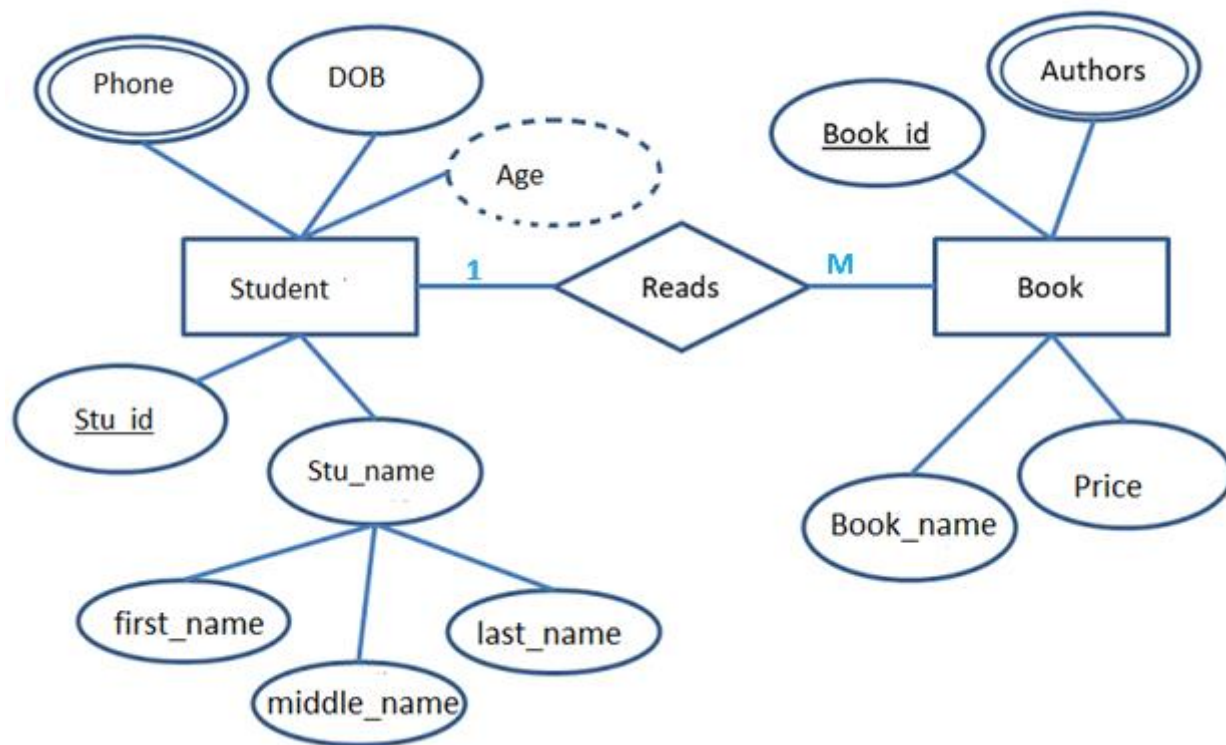 Phone
DOB
Authors
Book_id
Age
Student
1
Reads
M
Book
Stu_id
Stu_name
Price
Book_name
first_name
last_name
middle_name